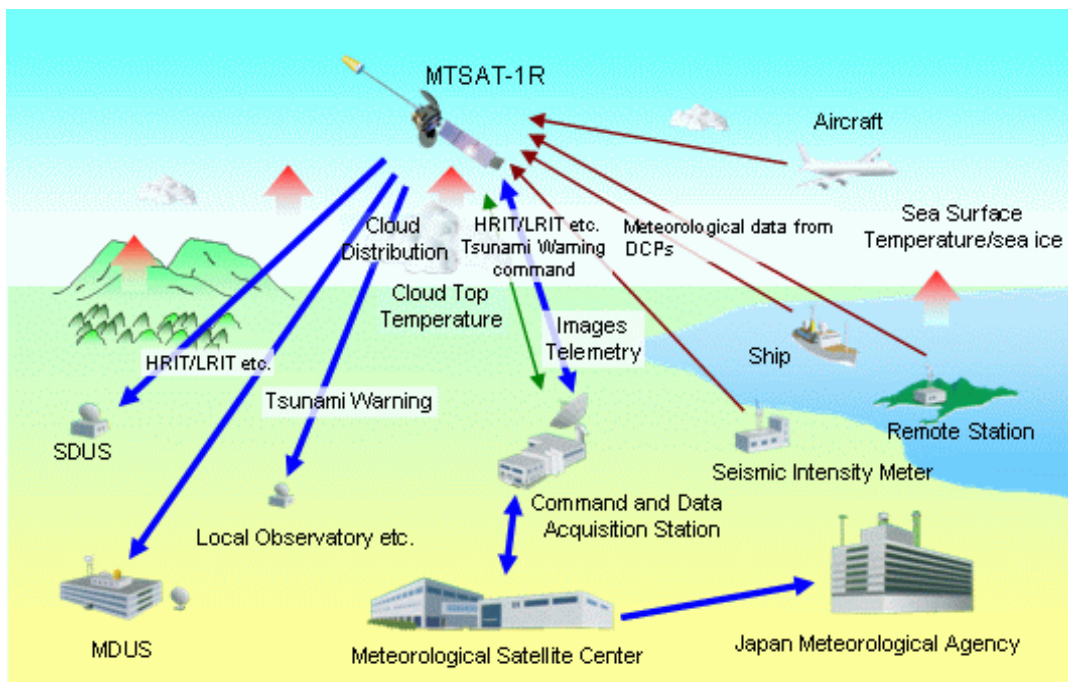 MTSAT-1R
Aircraft
Cloud
Distribution
HRIT/LRIT etc.
Tsunami Warning
command
Meteorological data from
DCPs
Sea Surface
Temperature/sea ice
Cloud Top
Temperature
Images
Telemetry
Ship
HRIT/LRIT etc.
Tsunami Warning
SDUS
Remote Station
Seismic Intensity Meter
Local Observatory etc.
Command and Data
Acquisition Station
MDUS
Meteorological Satellite Center
Japan Meteorological Agency